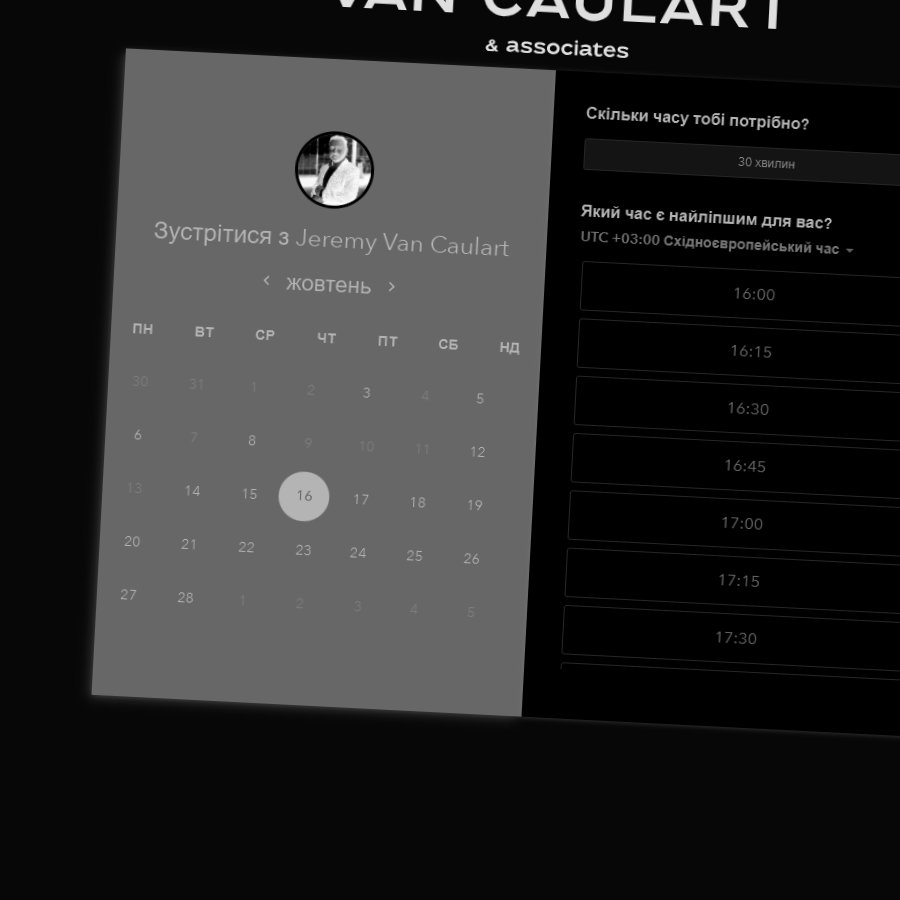 VAN CAULART
& associates
Зустрітися з Jeremy Van Caulart
жовтень
ПН ВТ СР ЧТ ПТ СБ НД
30 31 1 2 3 4 5
6 7 8 9 10 11 12
13 14 15 16 17 18 19
20 21 22 23 24 25 26
27 28 1 2 3 4 5
Скільки часу тобі потрібно?
30 хвилин
Який час є найліпшим для вас?
UTC +03:00 Східноєвропейський час
16:00
16:15
16:30
16:45
17:00
17:15
17:30